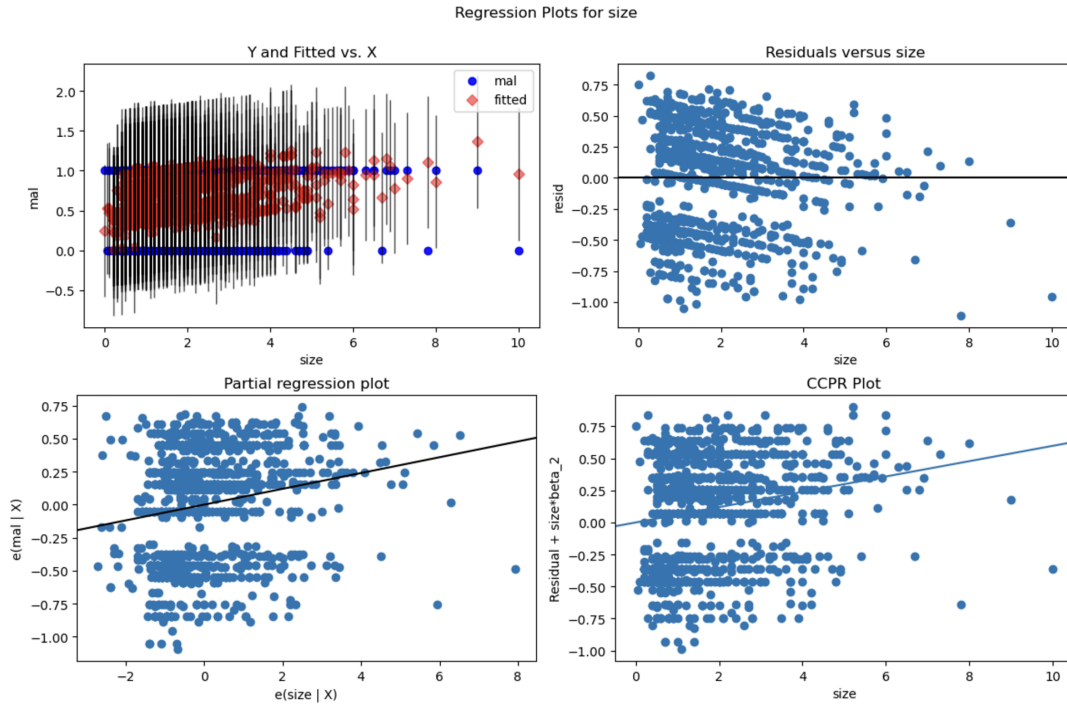 Regression Plots for size
Y and Fitted vs. X
mal
fitted
2.0
1.5
1.0
0.5
0.0
−0.5
mal
0 2 4 6 8 10
size
Residuals versus size
0.75
0.50
0.25
0.00
−0.25
−0.50
−0.75
−1.00
resid
0 2 4 6 8 10
size
Partial regression plot
0.75
0.50
0.25
0.00
−0.25
−0.50
−0.75
−1.00
e(mal | X)
−2 0 2 4 6 8
e(size | X)
CCPR Plot
0.75
0.50
0.25
0.00
−0.25
−0.50
−0.75
−1.00
Residual + size*beta_2
0 2 4 6 8 10
size